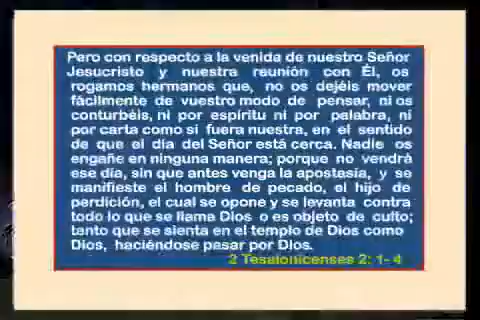 Pero con respecto a la venida de nuestro Señor
Jesucristo y nuestra reunión con Él, os
rogamos hermanos que, no os dejéis mover
fácilmente de vuestro modo de pensar, ni os
conturbéis, ni por espíritu ni por palabra, ni
por carta como si fuera nuestra, en el sentido
de que el día del Señor está cerca. Nadie os
engañe en ninguna manera; porque no vendrá
ese día, sin que antes venga la apostasía, y se
manifieste el hombre de pecado, el hijo de
perdición, el cual se opone y se levanta contra
todo lo que se llama Dios o es objeto de culto;
tanto que se sienta en el templo de Dios como
Dios, haciéndose pasar por Dios.
2 Tesalonicenses 2: 1- 4